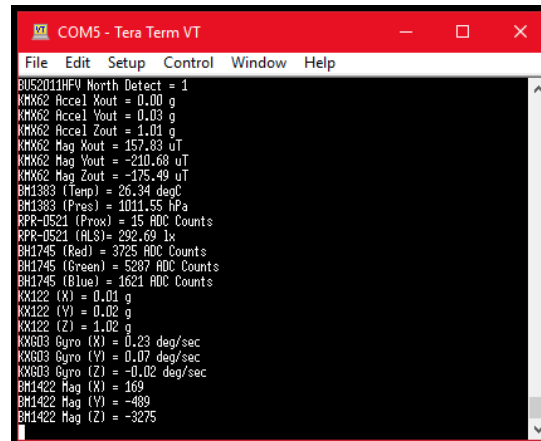 COM5 - Tera Term VT
File Edit Setup Control Window Help
BU52011HFV North Detect = 1
KMX62 Accel Xout = 0.00 g
KMX62 Accel Yout = 0.03 g
KMX62 Accel Zout = 1.01 g
KMX62 Mag Xout = 157.83 uT
KMX62 Mag Yout = -210.68 uT
KMX62 Mag Zout = -175.49 uT
BM1383 (Temp) = 26.34 degC
BM1383 (Pres) = 1011.55 hPa
RPR-0521 (Prox) = 15 ADC Counts
RPR-0521 (ALS)= 292.69 lx
BH1745 (Red) = 3725 ADC Counts
BH1745 (Green) = 5287 ADC Counts
BH1745 (Blue) = 1621 ADC Counts
KX122 (X) = 0.01 g
KX122 (Y) = 0.02 g
KX122 (Z) = 1.02 g
KXG03 Gyro (X) = 0.23 deg/sec
KXG03 Gyro (Y) = 0.07 deg/sec
KXG03 Gyro (Z) = -0.02 deg/sec
BM1422 Mag (X) = 169
BM1422 Mag (Y) = -489
BM1422 Mag (Z) = -3275